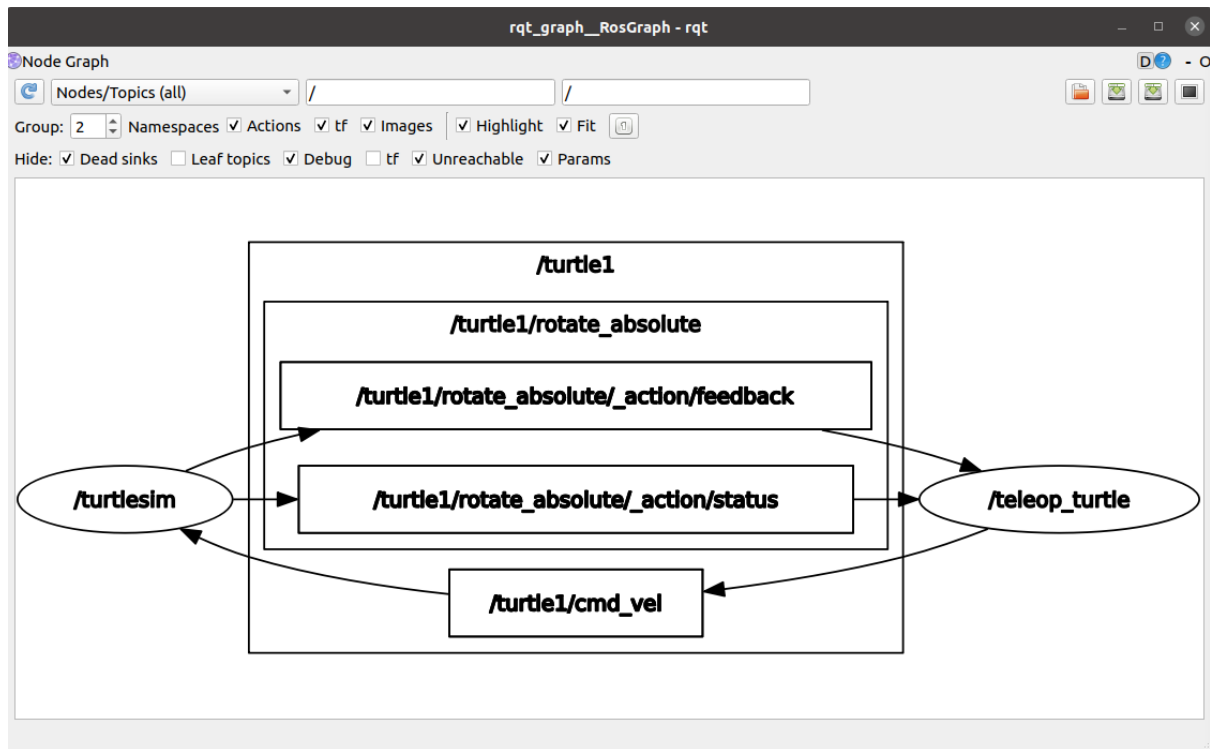 rqt_graph__RosGraph - rqt
Node Graph D ? - O
Nodes/Topics (all) / /
Group: 2 Namespaces Actions tf Images Highlight Fit
Hide: Dead sinks Leaf topics Debug tf Unreachable Params
/turtle1
/turtle1/rotate_absolute
/turtle1/rotate_absolute/_action/feedback
/turtlesim /turtle1/rotate_absolute/_action/status /teleop_turtle
/turtle1/cmd_vel